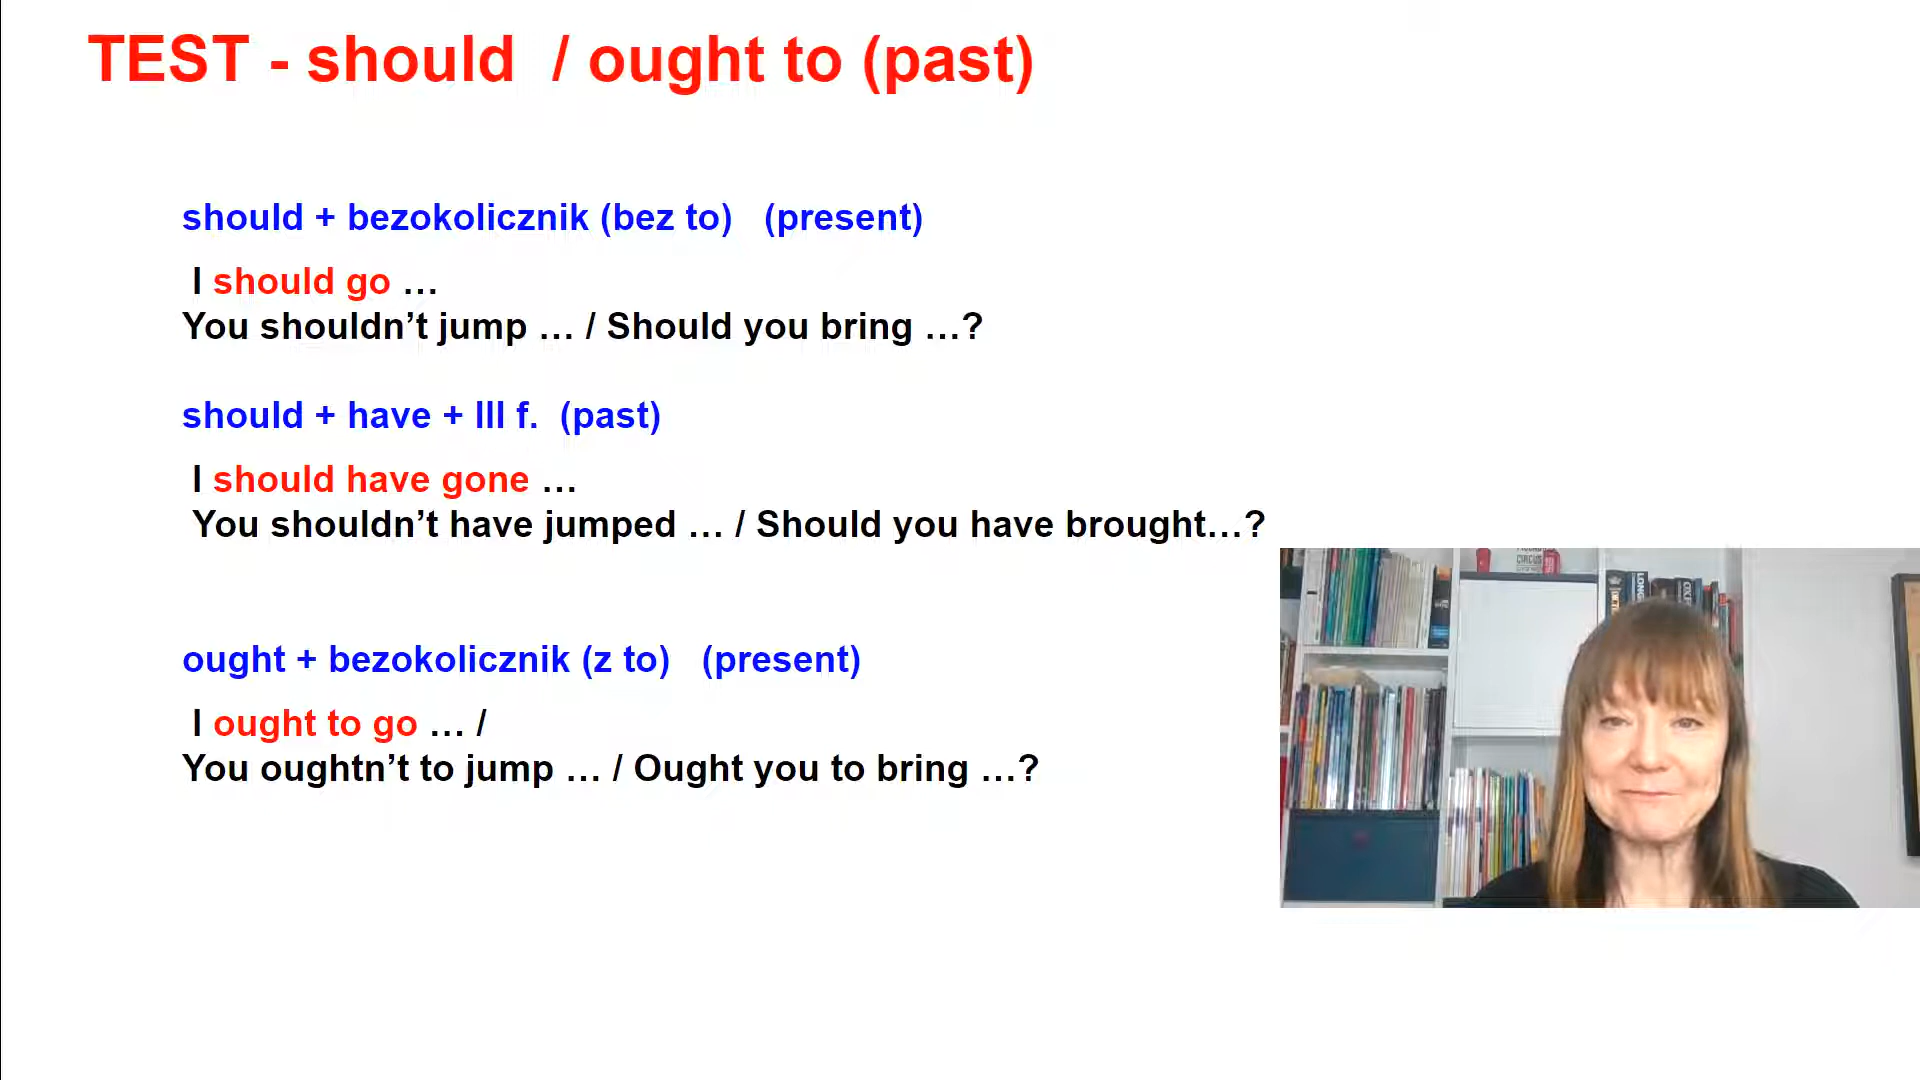 TEST - should / ought to (past)
should + bezokolicznik (bez to) (present)
I should go …
You shouldn’t jump … / Should you bring …?
should + have + III f. (past)
I should have gone …
You shouldn’t have jumped … / Should you have brought…?
ought + bezokolicznik (z to) (present)
I ought to go … /
You oughtn’t to jump … / Ought you to bring …?
CIRCUS
LONG